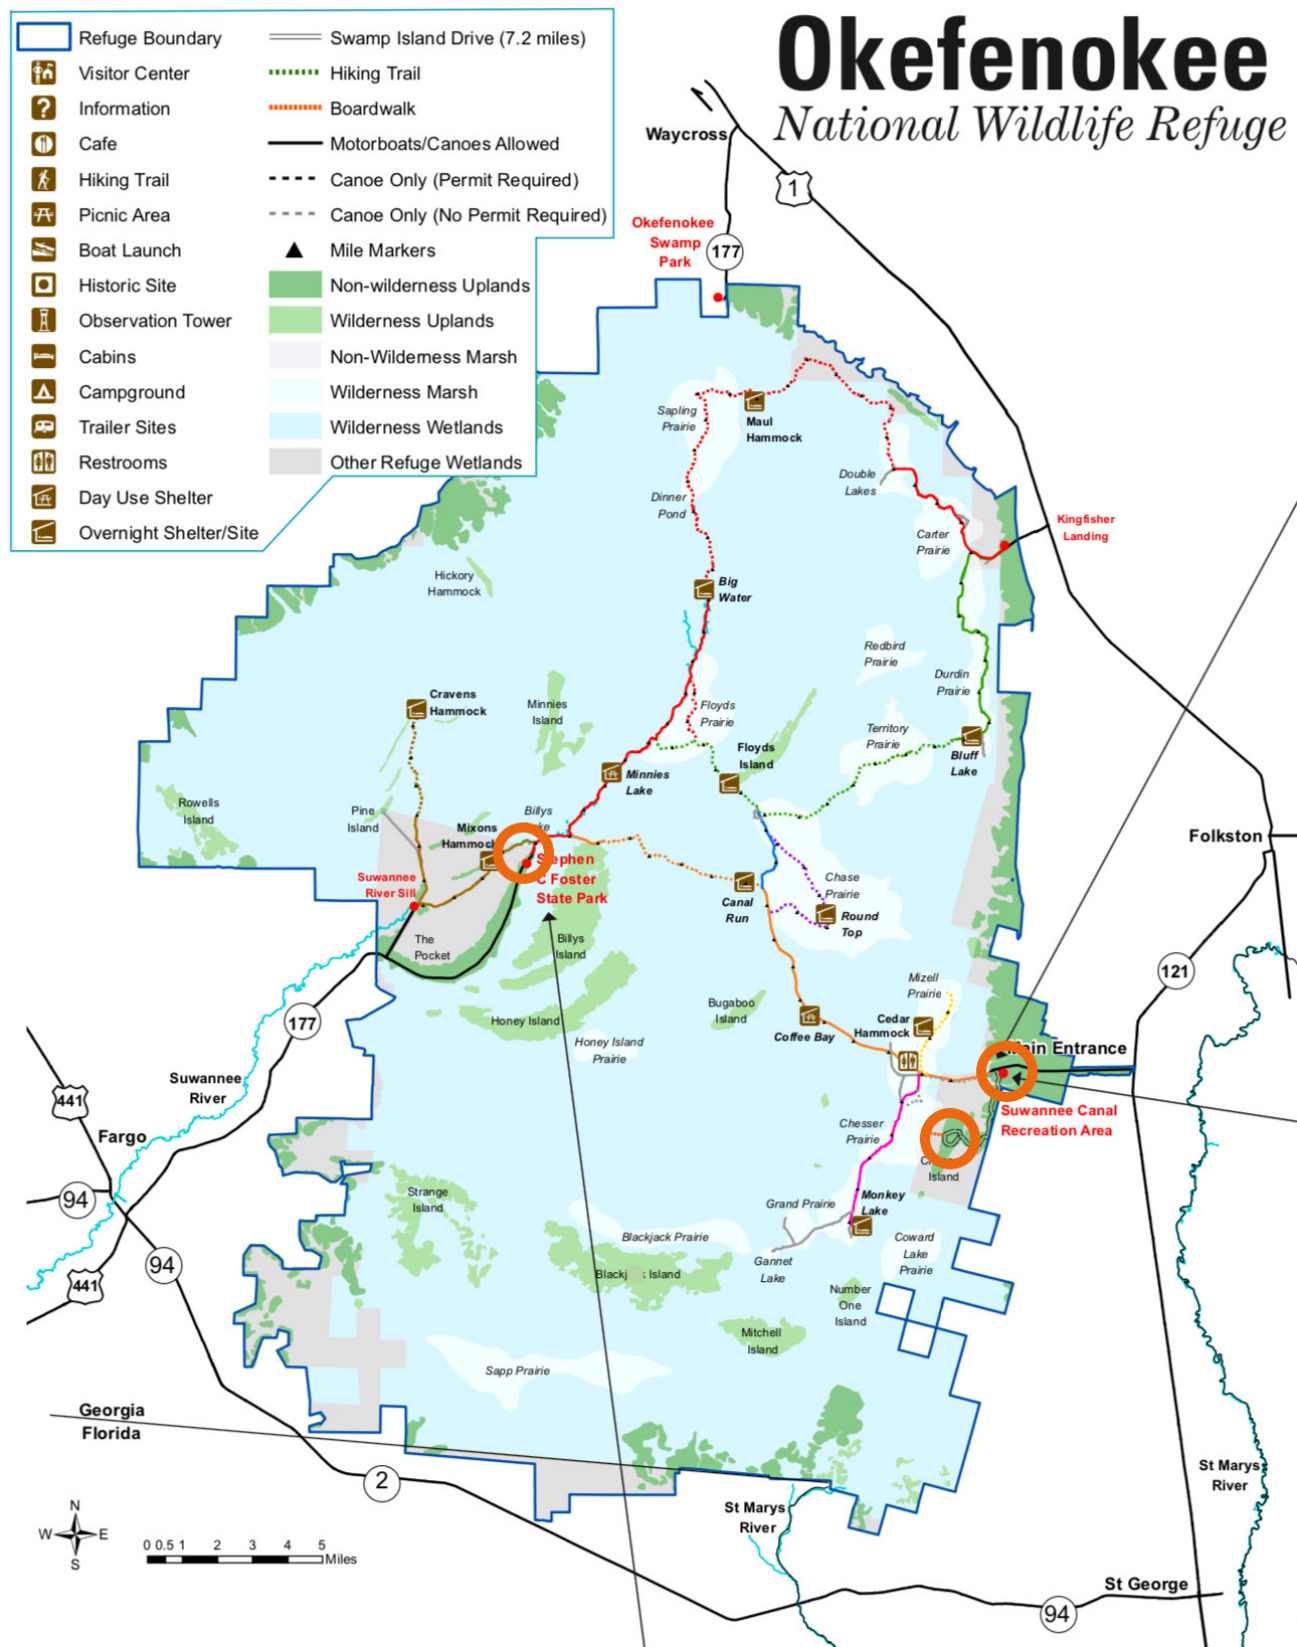 Okefenokee
National Wildlife Refuge
Refuge Boundary
Visitor Center
Information
Cafe
Hiking Trail
Picnic Area
Boat Launch
Historic Site
Observation Tower
Cabins
Campground
Trailer Sites
Restrooms
Day Use Shelter
Overnight Shelter/Site
Swamp Island Drive (7.2 miles)
Hiking Trail
Boardwalk
Motorboats/Canoes Allowed
Canoe Only (Permit Required)
Canoe Only (No Permit Required)
Mile Markers
Non-wilderness Uplands
Wilderness Uplands
Non-Wilderness Marsh
Wilderness Marsh
Wilderness Wetlands
Other Refuge Wetlands
Waycross
1
Okefenokee
Swamp
Park
177
Sapling
Prairie
Maul
Hammock
Double
Lakes
Dinner
Pond
Carter
Prairie
Kingfisher
Landing
Hickory
Hammock
Big
Water
Redbird
Prairie
Durdin
Prairie
Cravens
Hammock
Minnies
Island
Floyds
Prairie
Territory
Prairie
Floyds
Island
Bluff
Lake
Minnies
Lake
Rowells
Island
Pine
Island
Billys
Mixons
Hammock
Folkston
Suwannee
River Sill
Stephen
C Foster
State Park
Chase
Prairie
Canal
Run
Round
Top
The
Pocket
Billys
Island
121
Mizell
Prairie
177
Honey Island
Bugaboo
Island
Coffee Bay
Cedar
Hammock
Honey Island
Prairie
Main Entrance
Suwannee
River
441
Suwannee Canal
Recreation Area
Fargo
Chesser
Prairie
Island
94
Strange
Island
Monkey
Lake
Grand Prairie
Blackjack Prairie
Coward
Lake
Prairie
94
Gannet
Lake
441
Island
Number
One
Island
Mitchell
Island
Sapp Prairie
Georgia
Florida
2
St Marys
River
St Marys
River
N
W
E
S
0 0.5 1 2 3 4 5
Miles
St George
94